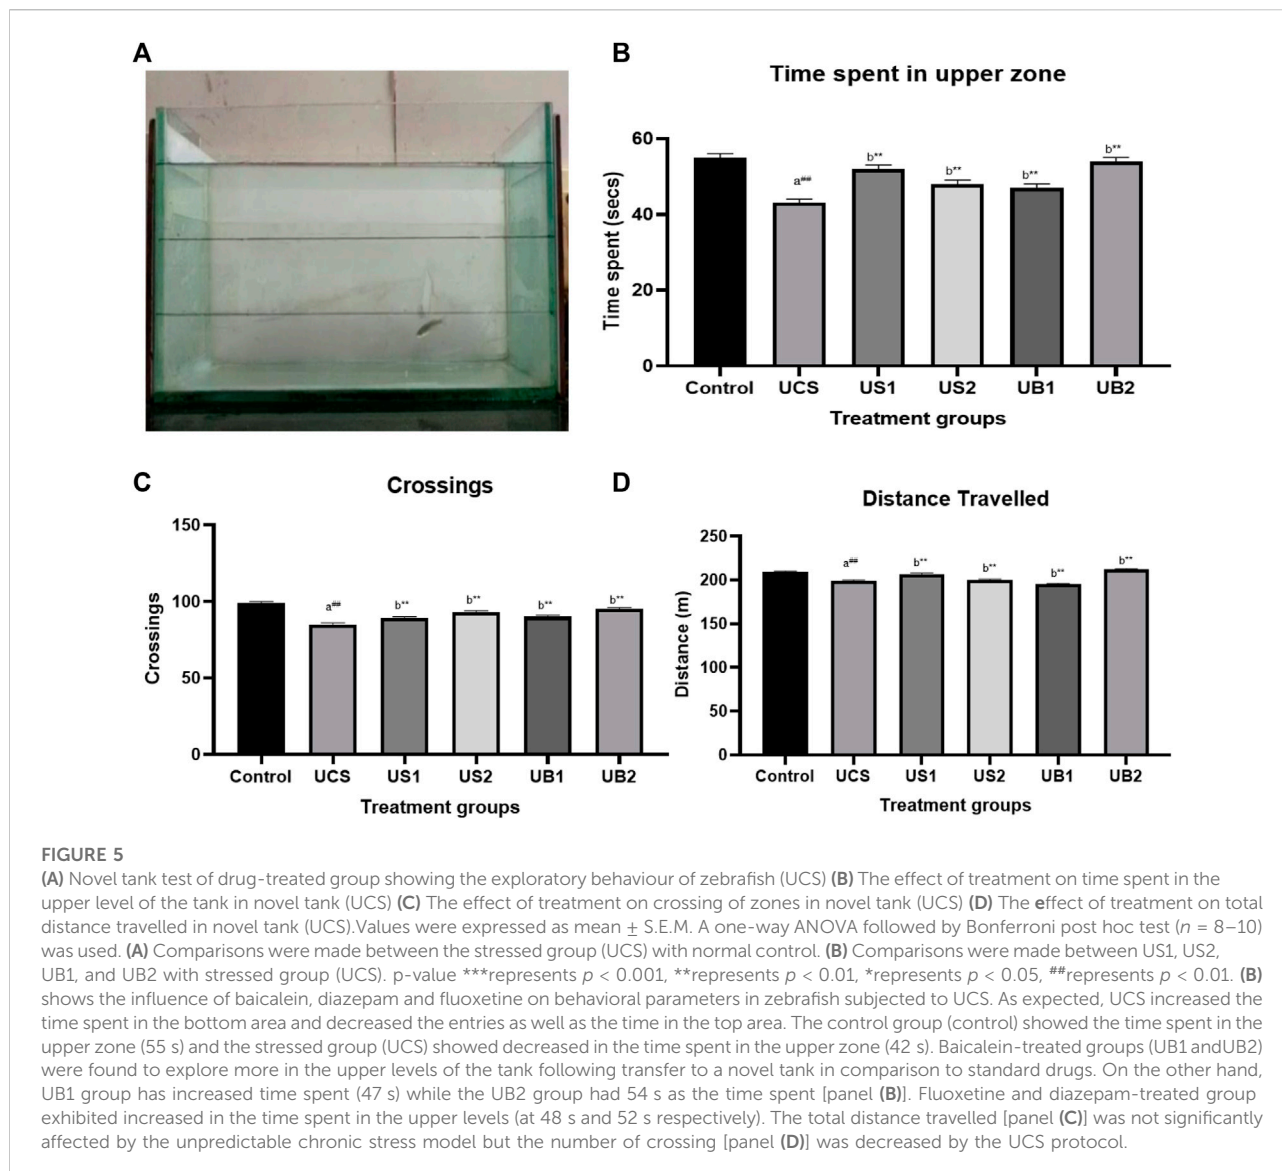 A
B
Time spent in upper zone
Time spent (secs)
60
40
20
0
a##
b**
b**
b**
b**
Control
UCS
US1
US2
UB1
UB2
Treatment groups
C
Crossings
Crossings
150
100
50
0
a##
b**
b**
b**
b**
Control
UCS
US1
US2
UB1
UB2
Treatment groups
D
Distance Travelled
Distance (m)
250
200
150
100
50
0
a##
b**
b**
b**
b**
Control
UCS
US1
US2
UB1
UB2
Treatment groups
FIGURE 5
(A) Novel tank test of drug-treated group showing the exploratory behaviour of zebrafish (UCS) (B) The effect of treatment on time spent in the
upper level of the tank in novel tank (UCS) (C) The effect of treatment on crossing of zones in novel tank (UCS) (D) The effect of treatment on total
distance travelled in novel tank (UCS).Values were expressed as mean ± S.E.M. A one-way ANOVA followed by Bonferroni post hoc test (n = 8–10)
was used. (A) Comparisons were made between the stressed group (UCS) with normal control. (B) Comparisons were made between US1, US2,
UB1, and UB2 with stressed group (UCS). p-value ***represents p < 0.001, **represents p < 0.01, *represents p < 0.05, ##represents p < 0.01. (B)
shows the influence of baicalein, diazepam and fluoxetine on behavioral parameters in zebrafish subjected to UCS. As expected, UCS increased the
time spent in the bottom area and decreased the entries as well as the time in the top area. The control group (control) showed the time spent in the
upper zone (55 s) and the stressed group (UCS) showed decreased in the time spent in the upper zone (42 s). Baicalein-treated groups (UB1 andUB2)
were found to explore more in the upper levels of the tank following transfer to a novel tank in comparison to standard drugs. On the other hand,
UB1 group has increased time spent (47 s) while the UB2 group had 54 s as the time spent [panel (B)]. Fluoxetine and diazepam-treated group
exhibited increased in the time spent in the upper levels (at 48 s and 52 s respectively). The total distance travelled [panel (C)] was not significantly
affected by the unpredictable chronic stress model but the number of crossing [panel (D)] was decreased by the UCS protocol.